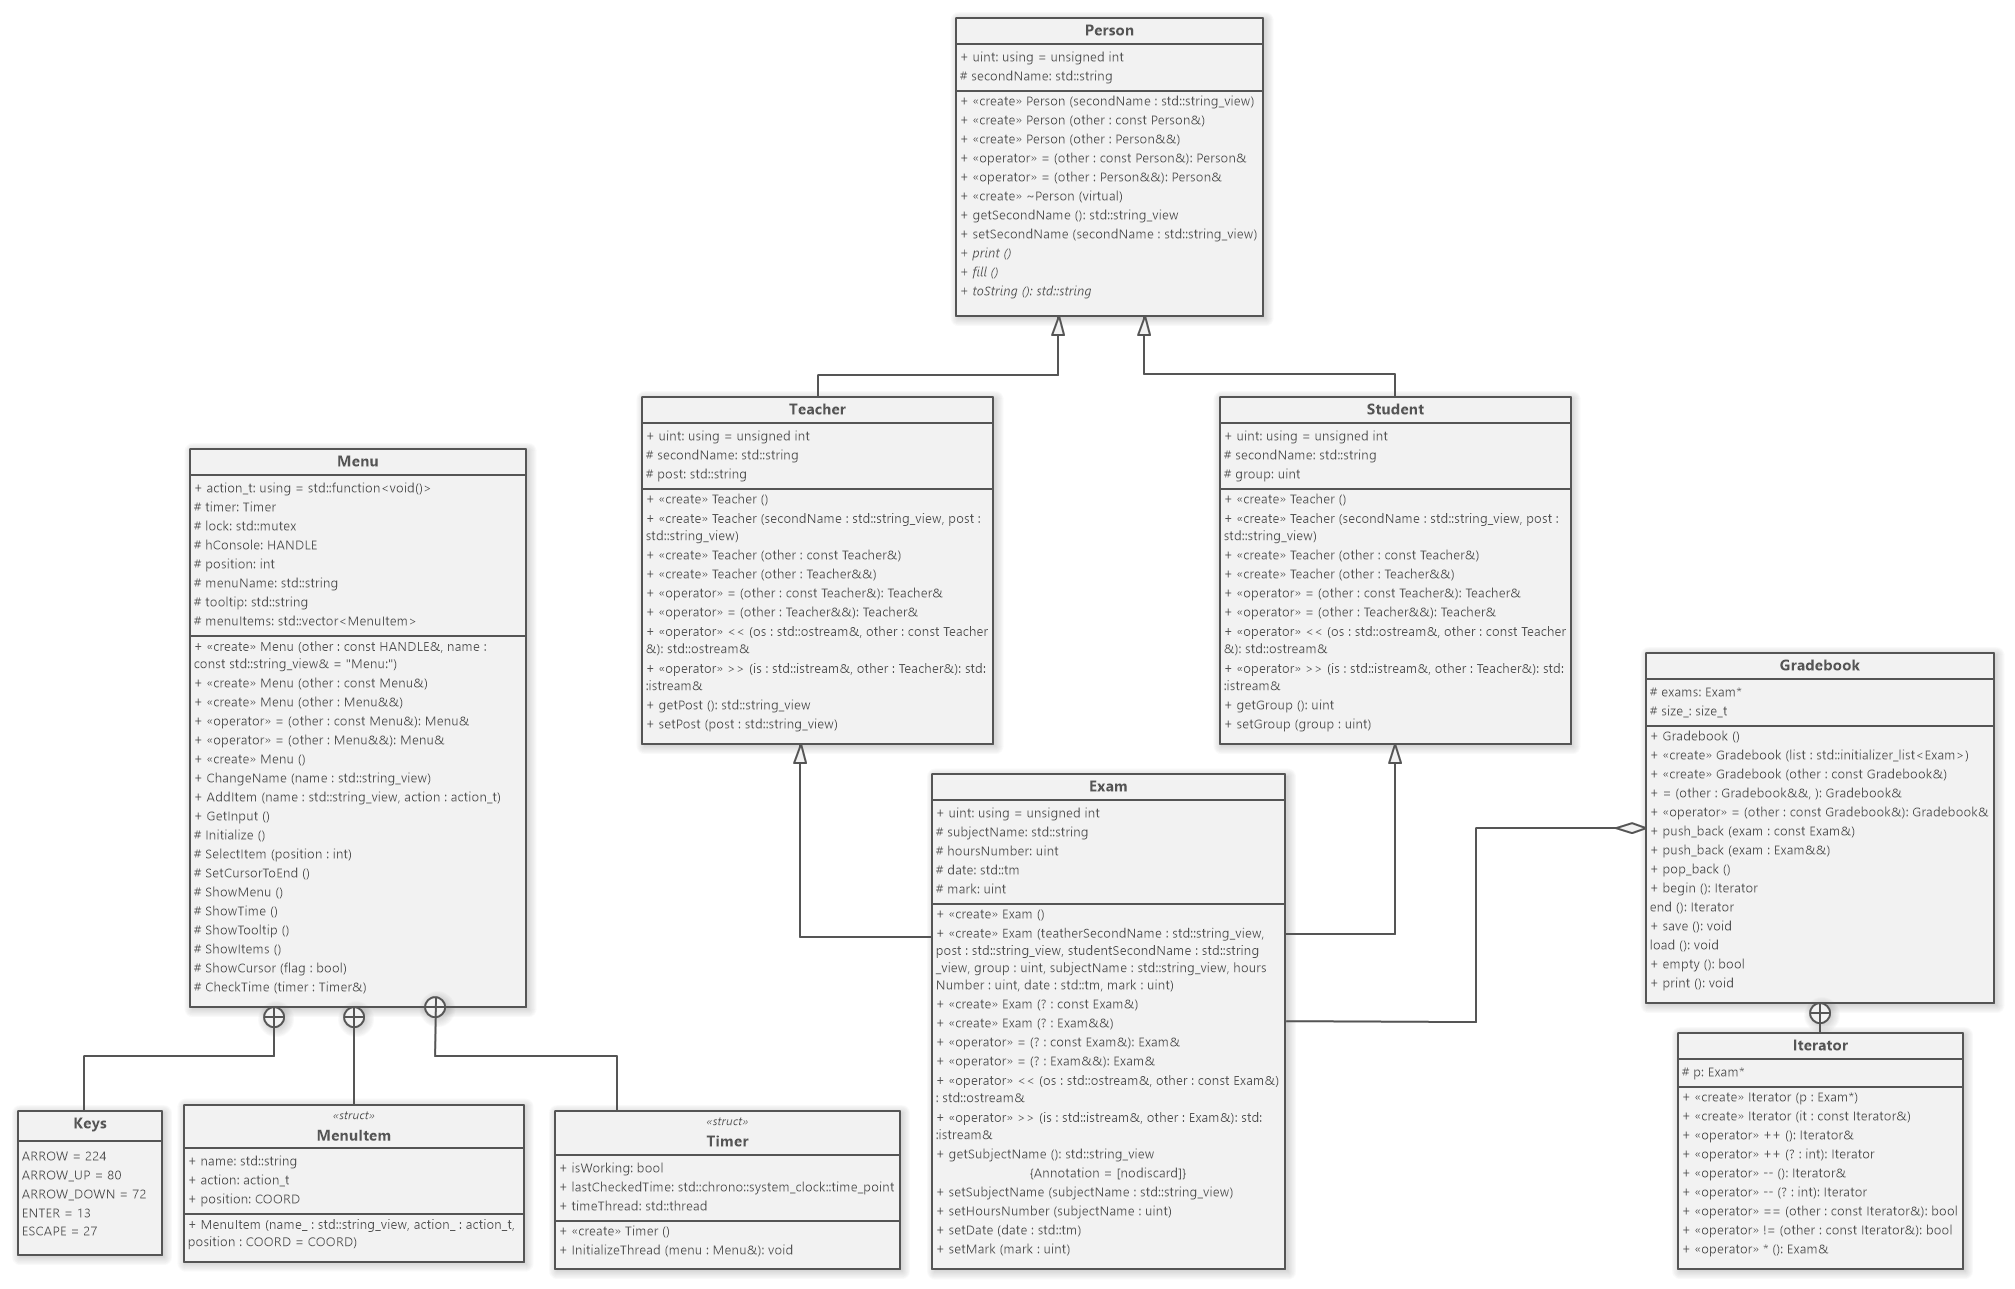 Person
+ uint: using = unsigned int
# secondName: std::string
+ «create» Person (secondName : std::string_view)
+ «create» Person (other : const Person&)
+ «create» Person (other : Person&&)
+ «operator» = (other : const Person&): Person&
+ «operator» = (other : Person&&): Person&
+ «create» ~Person (virtual)
+ getSecondName (): std::string_view
+ setSecondName (secondName : std::string_view)
+ print ()
+ fill ()
+ toString (): std::string
Teacher
+ uint: using = unsigned int
# secondName: std::string
# post: std::string
+ «create» Teacher ()
+ «create» Teacher (secondName : std::string_view, post :
std::string_view)
+ «create» Teacher (other : const Teacher&)
+ «create» Teacher (other : Teacher&&)
+ «operator» = (other : const Teacher&): Teacher&
+ «operator» = (other : Teacher&&): Teacher&
+ «operator» << (os : std::ostream&, other : const Teacher
&): std::ostream&
+ «operator» >> (is : std::istream&, other : Teacher&): std:
:istream&
+ getPost (): std::string_view
+ setPost (post : std::string_view)
Student
+ uint: using = unsigned int
# secondName: std::string
# group: uint
+ «create» Teacher ()
+ «create» Teacher (secondName : std::string_view, post :
std::string_view)
+ «create» Teacher (other : const Teacher&)
+ «create» Teacher (other : Teacher&&)
+ «operator» = (other : const Teacher&): Teacher&
+ «operator» = (other : Teacher&&): Teacher&
+ «operator» << (os : std::ostream&, other : const Teacher
&): std::ostream&
+ «operator» >> (is : std::istream&, other : Teacher&): std:
:istream&
+ getGroup (): uint
+ setGroup (group : uint)
Menu
+ action_t: using = std::function<void()>
# timer: Timer
# lock: std::mutex
# hConsole: HANDLE
# position: int
# menuName: std::string
# tooltip: std::string
# menuItems: std::vector<MenuItem>
+ «create» Menu (other : const HANDLE&, name :
const std::string_view& = "Menu:")
+ «create» Menu (other : const Menu&)
+ «create» Menu (other : Menu&&)
+ «operator» = (other : const Menu&): Menu&
+ «operator» = (other : Menu&&): Menu&
+ «create» Menu ()
+ ChangeName (name : std::string_view)
+ AddItem (name : std::string_view, action : action_t)
+ GetInput ()
# Initialize ()
# SelectItem (position : int)
# SetCursorToEnd ()
# ShowMenu ()
# ShowTime ()
# ShowTooltip ()
# ShowItems ()
# ShowCursor (flag : bool)
# CheckTime (timer : Timer&)
Gradebook
# exams: Exam*
# size_: size_t
+ Gradebook ()
+ «create» Gradebook (list : std::initializer_list<Exam>)
+ «create» Gradebook (other : const Gradebook&)
+ = (other : Gradebook&&, ): Gradebook&
+ «operator» = (other : const Gradebook&): Gradebook&
+ push_back (exam : const Exam&)
+ push_back (exam : Exam&&)
+ pop_back ()
+ begin (): Iterator
end (): Iterator
+ save (): void
load (): void
+ empty (): bool
+ print (): void
Exam
+ uint: using = unsigned int
# subjectName: std::string
# hoursNumber: uint
# date: std::tm
# mark: uint
+ «create» Exam ()
+ «create» Exam (teatherSecondName : std::string_view,
post : std::string_view, studentSecondName : std::string
_view, group : uint, subjectName : std::string_view, hours
Number : uint, date : std::tm, mark : uint)
+ «create» Exam (? : const Exam&)
+ «create» Exam (? : Exam&&)
+ «operator» = (? : const Exam&): Exam&
+ «operator» = (? : Exam&&): Exam&
+ «operator» << (os : std::ostream&, other : const Exam&)
: std::ostream&
+ «operator» >> (is : std::istream&, other : Exam&): std:
:istream&
+ getSubjectName (): std::string_view
{Annotation = [nodiscard]}
+ setSubjectName (subjectName : std::string_view)
+ setHoursNumber (subjectName : uint)
+ setDate (date : std::tm)
+ setMark (mark : uint)
Keys
ARROW = 224
ARROW_UP = 80
ARROW_DOWN = 72
ENTER = 13
ESCAPE = 27
«struct»
MenuItem
+ name: std::string
+ action: action_t
+ position: COORD
+ MenuItem (name_ : std::string_view, action_ : action_t,
position : COORD = COORD)
«struct»
Timer
+ isWorking: bool
+ lastCheckedTime: std::chrono::system_clock::time_point
+ timeThread: std::thread
+ «create» Timer ()
+ InitializeThread (menu : Menu&): void
Iterator
# p: Exam*
+ «create» Iterator (p : Exam*)
+ «create» Iterator (it : const Iterator&)
+ «operator» ++ (): Iterator&
+ «operator» ++ (? : int): Iterator
+ «operator» -- (): Iterator&
+ «operator» -- (? : int): Iterator
+ «operator» == (other : const Iterator&): bool
+ «operator» != (other : const Iterator&): bool
+ «operator» * (): Exam&